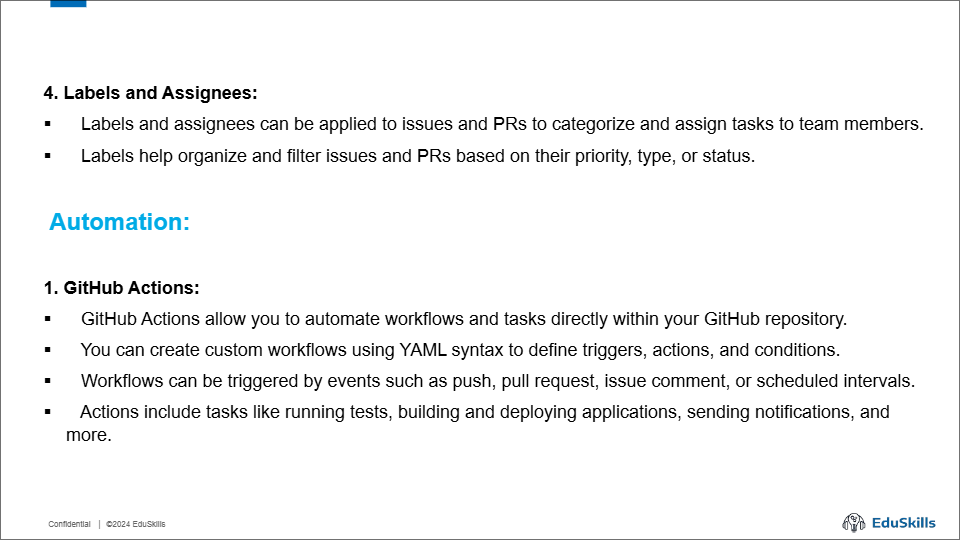 4. Labels and Assignees:
▪ Labels and assignees can be applied to issues and PRs to categorize and assign tasks to team members.
▪ Labels help organize and filter issues and PRs based on their priority, type, or status.
Automation:
1. GitHub Actions:
▪ GitHub Actions allow you to automate workflows and tasks directly within your GitHub repository.
▪ You can create custom workflows using YAML syntax to define triggers, actions, and conditions.
▪ Workflows can be triggered by events such as push, pull request, issue comment, or scheduled intervals.
▪ Actions include tasks like running tests, building and deploying applications, sending notifications, and
more.
Confidential | ©2024 EduSkills
EduSkills